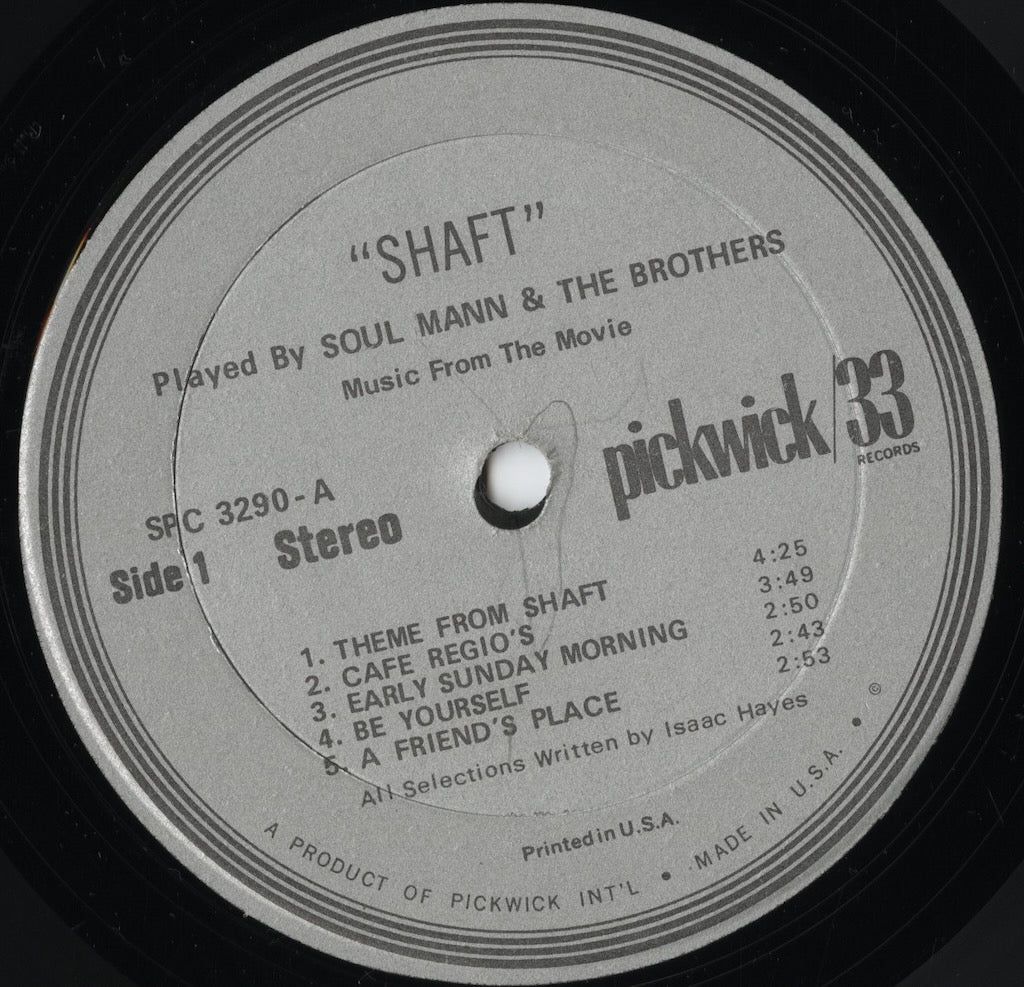 “SHAFT”
Played By SOUL MANN & THE BROTHERS
Music From The Movie
pickwick/33
RECORDS
SPC 3290-A
Side 1 Stereo
1. THEME FROM SHAFT 4:25
2. CAFE REGIO'S 3:49
3. EARLY SUNDAY MORNING 2:50
4. BE YOURSELF 2:43
5. A FRIEND'S PLACE 2:53
All Selections Written by Isaac Hayes
©
Printed in U.S.A.
A PRODUCT OF PICKWICK INT'L • MADE IN U.S.A. •